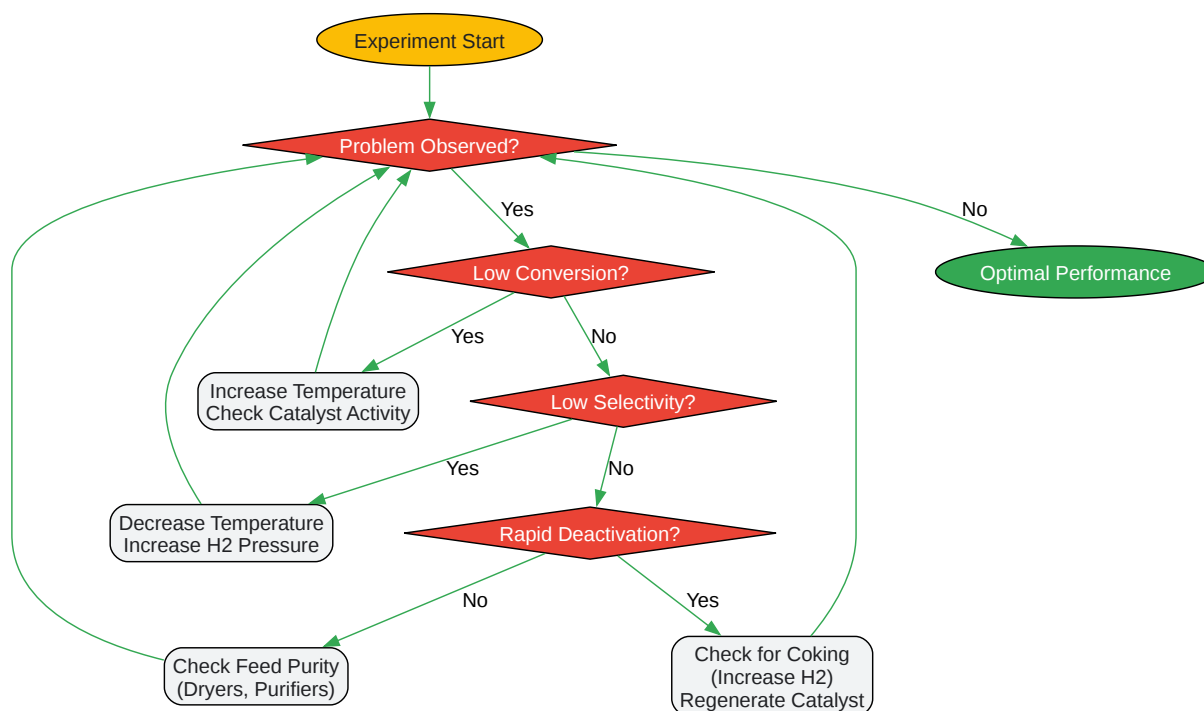 Experiment Start
Problem Observed?
Yes
No
Low Conversion?
Optimal Performance
Yes
No
Increase Temperature
Check Catalyst Activity
Low Selectivity?
Yes
No
Decrease Temperature
Increase H2 Pressure
Rapid Deactivation?
No
Yes
Check Feed Purity
(Dryers, Purifiers)
Check for Coking
(Increase H2)
Regenerate Catalyst